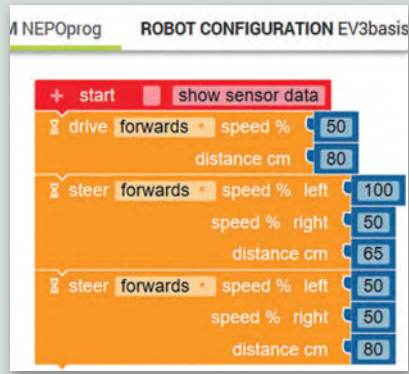 M NEPOprog ROBOT CONFIGURATION EV3basis
+ start show sensor data
drive forwards speed % 50
distance cm 80
steer forwards speed % left 100
speed % right 50
distance cm 65
steer forwards speed % left 50
speed % right 50
distance cm 80